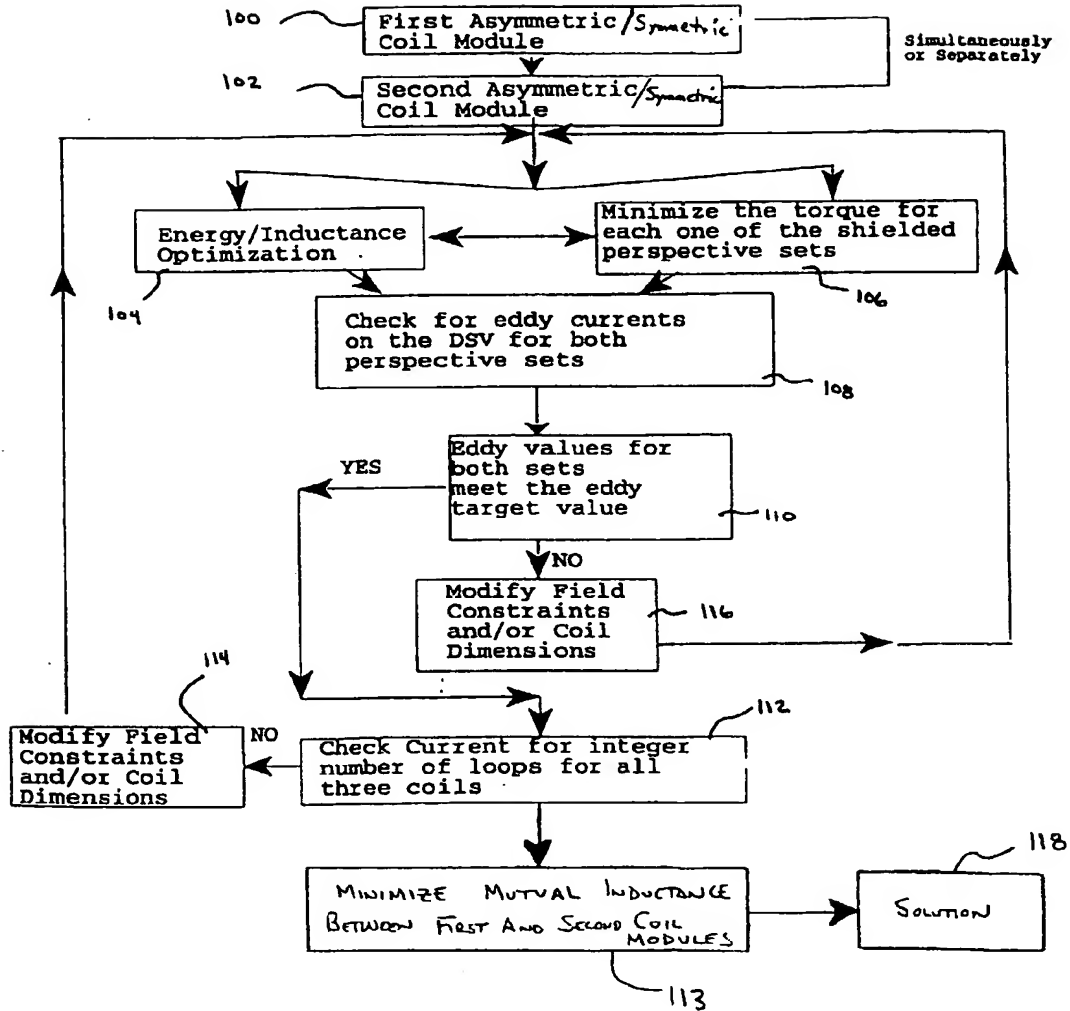 100
First Asymmetric/Symmetric
Coil Module
Simultaneously
or Separately
102
Second Asymmetric/Symmetric
Coil Module
Energy/Inductance
Optimization
104
Minimize the torque for
each one of the shielded
perspective sets
106
Check for eddy currents
on the DSV for both
perspective sets
108
Eddy values for
both sets
meet the eddy
target value
110
YES
NO
Modify Field
Constraints
and/or Coil
Dimensions
116
114
Modify Field
Constraints
and/or Coil
Dimensions
NO
112
Check Current for integer
number of loops for all
three coils
MINIMIZE MUTUAL INDUCTANCE
BETWEEN FIRST AND SECOND COIL
MODULES
113
118
SOLUTION